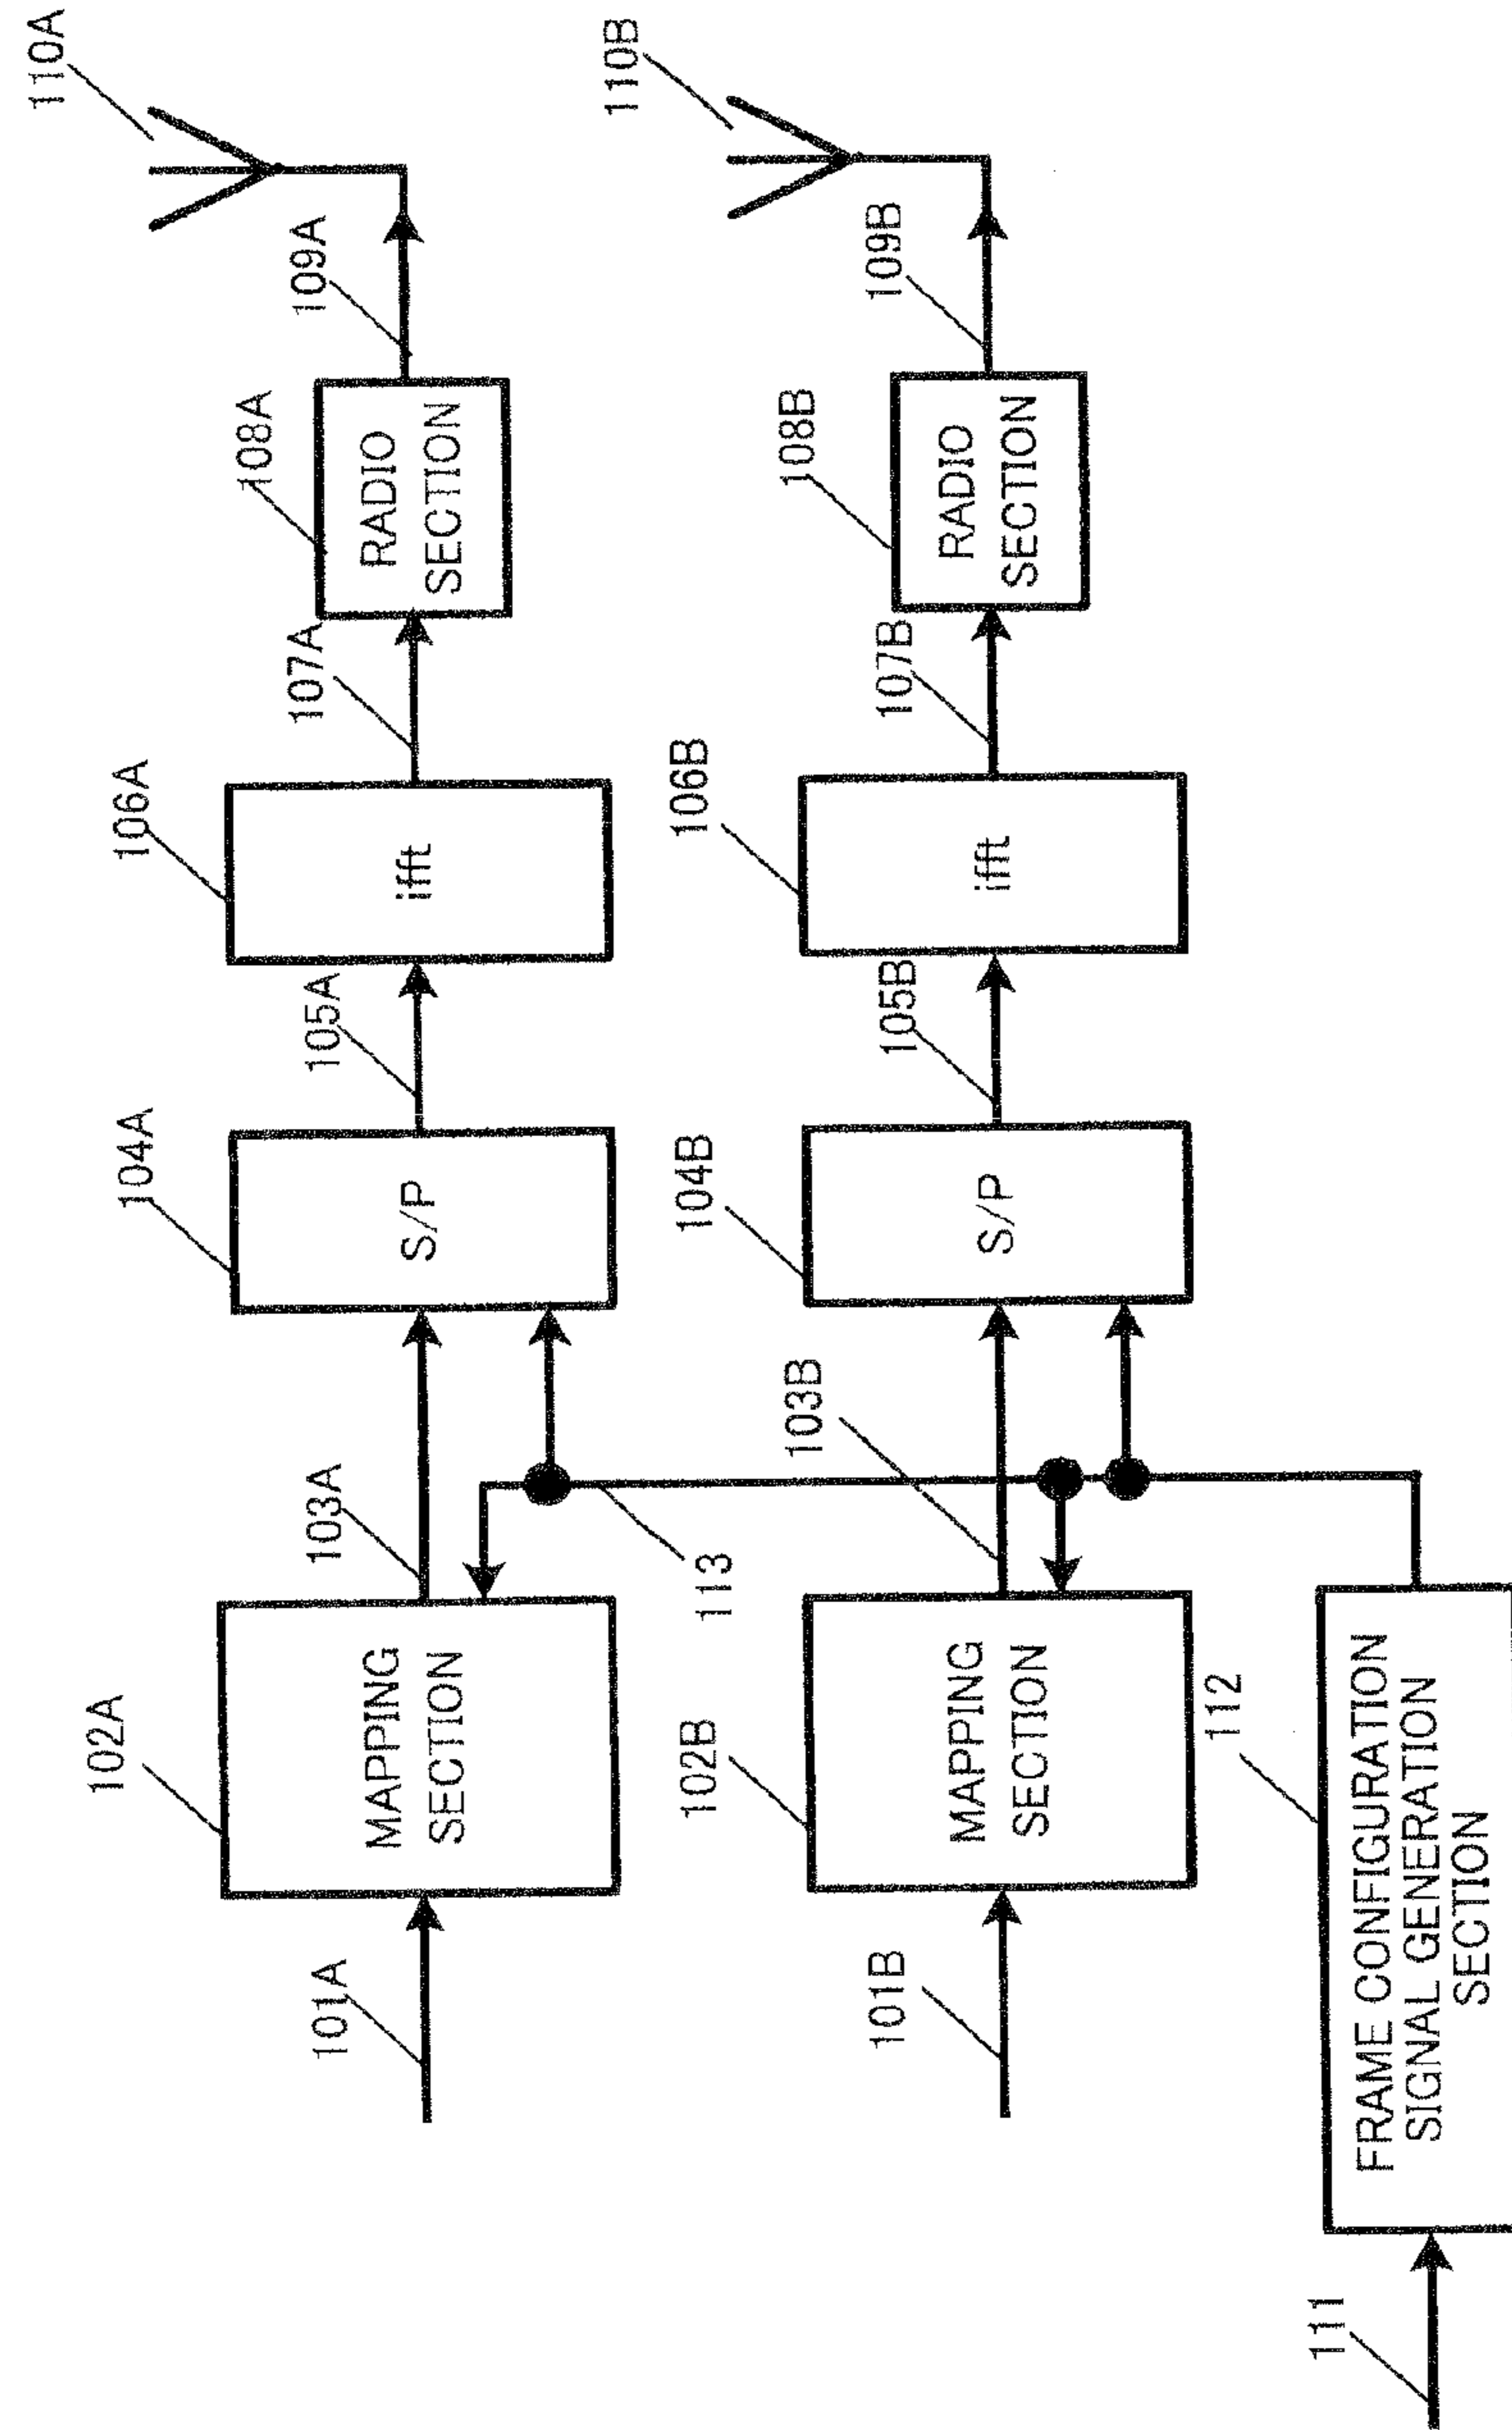 101A
102A
MAPPING
SECTION
103A
104A
S/P
105A
106A
ifft
107A
108A
RADIO
SECTION
109A
110A
101B
102B
MAPPING
SECTION
103B
104B
S/P
105B
106B
ifft
107B
108B
RADIO
SECTION
109B
110B
113
111
112
FRAME CONFIGURATION
SIGNAL GENERATION
SECTION